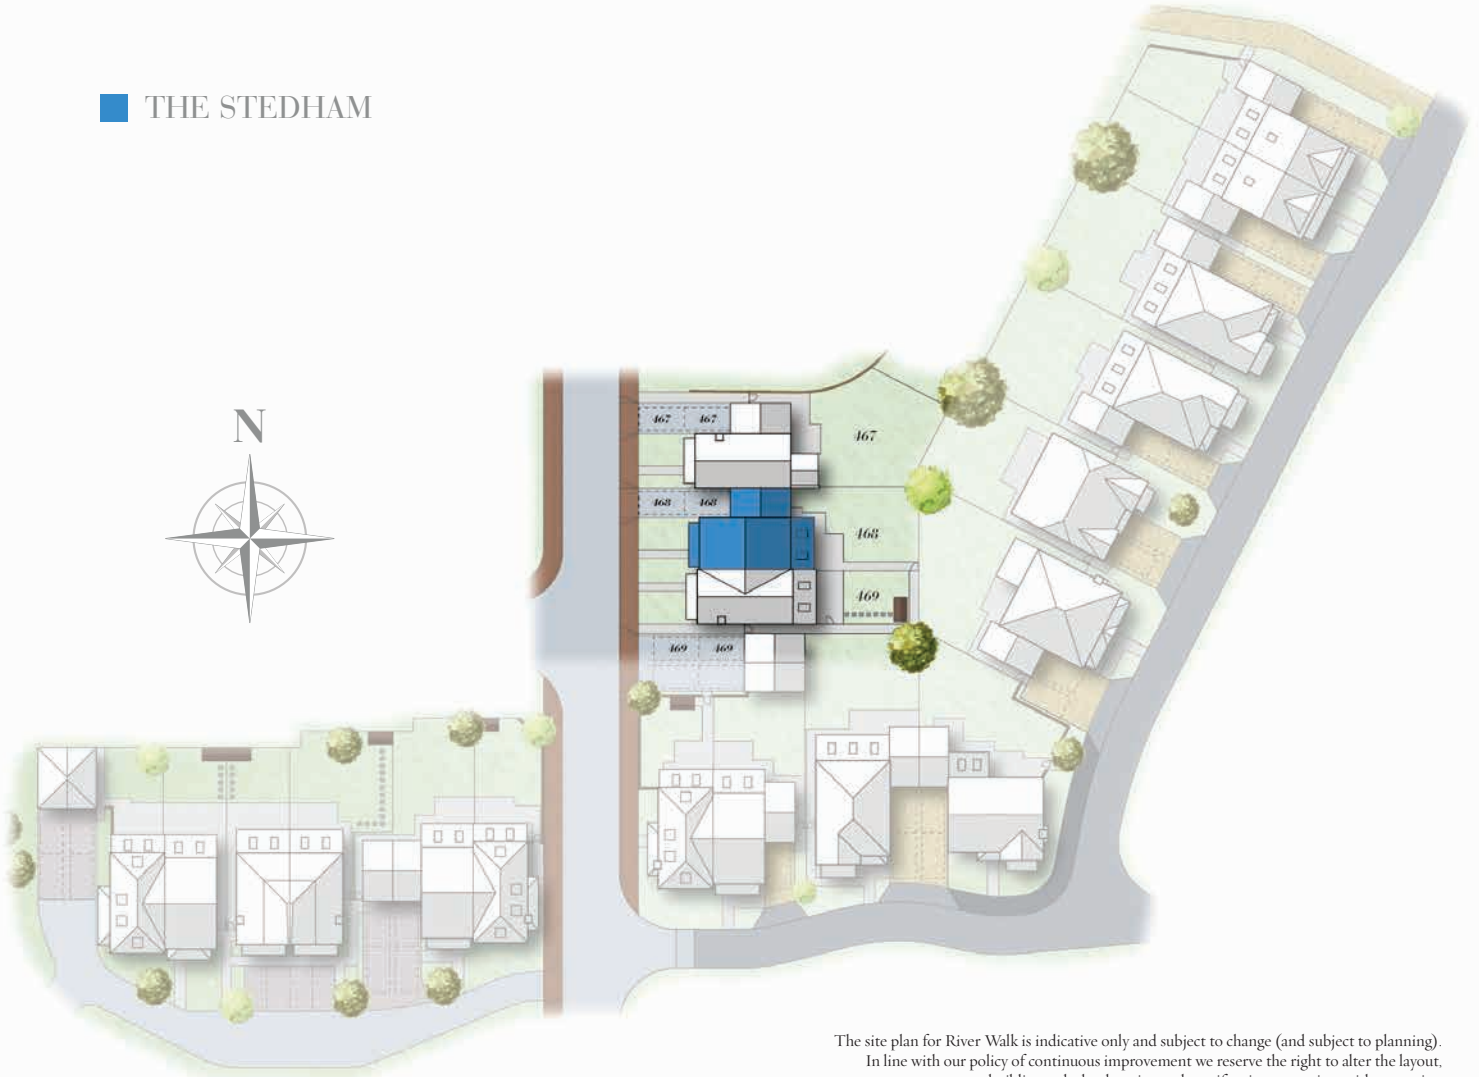 THE STEDHAM
N
467 467
467
468 468
468
469
469 469
The site plan for River Walk is indicative only and subject to change (and subject to planning).
In line with our policy of continuous improvement we reserve the right to alter the layout,